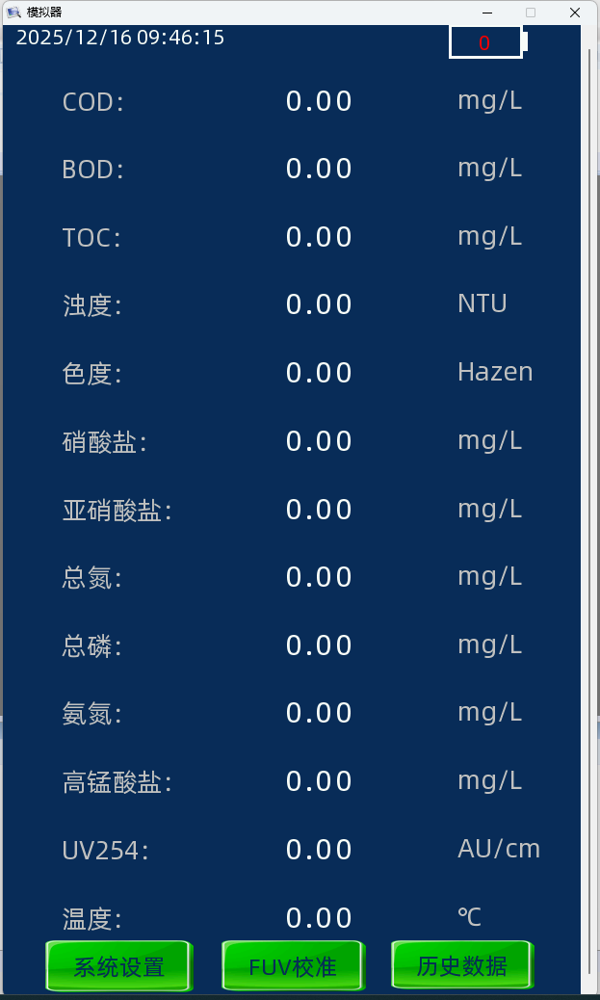 模拟器
2025/12/16 09:46:15
0
COD: 0.00 mg/L
BOD: 0.00 mg/L
TOC: 0.00 mg/L
浊度: 0.00 NTU
色度: 0.00 Hazen
硝酸盐: 0.00 mg/L
亚硝酸盐: 0.00 mg/L
总氮: 0.00 mg/L
总磷: 0.00 mg/L
氨氮: 0.00 mg/L
高锰酸盐: 0.00 mg/L
UV254: 0.00 AU/cm
温度: 0.00 ℃
系统设置 FUV校准 历史数据